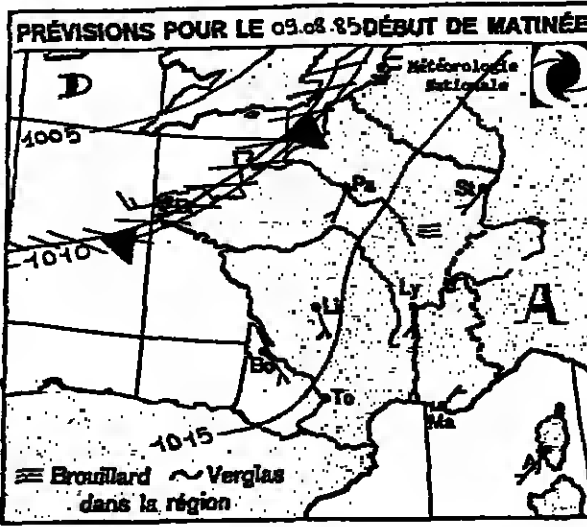 PRÉVISIONS POUR LE 09.08.85 DÉBUT DE MATINÉE
D
Météorologie
Nationale
1005
Pa
St
1010
Li
Ly
A
Bo
To
Ma
1015
Brouillard Verglas
dans la région